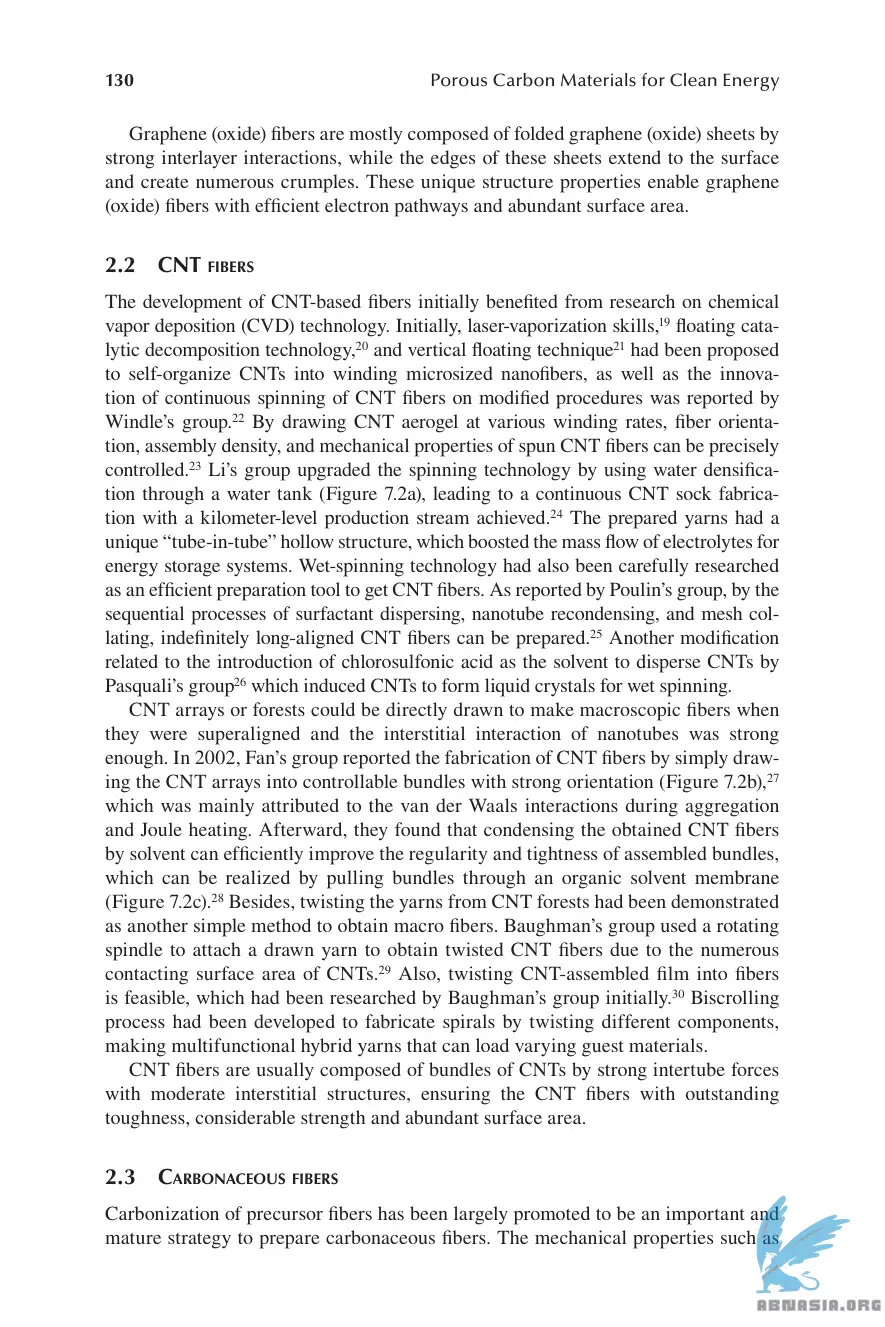 130 Porous Carbon Materials for Clean Energy
Graphene (oxide) fibers are mostly composed of folded graphene (oxide) sheets by
strong interlayer interactions, while the edges of these sheets extend to the surface
and create numerous crumples. These unique structure properties enable graphene
(oxide) fibers with efficient electron pathways and abundant surface area.
2.2 CNT fibers
The development of CNT-based fibers initially benefited from research on chemical
vapor deposition (CVD) technology. Initially, laser-vaporization skills,19 floating cata-
lytic decomposition technology,20 and vertical floating technique21 had been proposed
to self-organize CNTs into winding microsized nanofibers, as well as the innova-
tion of continuous spinning of CNT fibers on modified procedures was reported by
Windle's group.22 By drawing CNT aerogel at various winding rates, fiber orienta-
tion, assembly density, and mechanical properties of spun CNT fibers can be precisely
controlled.23 Li's group upgraded the spinning technology by using water densifica-
tion through a water tank (Figure 7.2a), leading to a continuous CNT sock fabrica-
tion with a kilometer-level production stream achieved.24 The prepared yarns had a
unique “tube-in-tube” hollow structure, which boosted the mass flow of electrolytes for
energy storage systems. Wet-spinning technology had also been carefully researched
as an efficient preparation tool to get CNT fibers. As reported by Poulin's group, by the
sequential processes of surfactant dispersing, nanotube recondensing, and mesh col-
lating, indefinitely long-aligned CNT fibers can be prepared.25 Another modification
related to the introduction of chlorosulfonic acid as the solvent to disperse CNTs by
Pasquali's group26 which induced CNTs to form liquid crystals for wet spinning.
CNT arrays or forests could be directly drawn to make macroscopic fibers when
they were superaligned and the interstitial interaction of nanotubes was strong
enough. In 2002, Fan's group reported the fabrication of CNT fibers by simply draw-
ing the CNT arrays into controllable bundles with strong orientation (Figure 7.2b),27
which was mainly attributed to the van der Waals interactions during aggregation
and Joule heating. Afterward, they found that condensing the obtained CNT fibers
by solvent can efficiently improve the regularity and tightness of assembled bundles,
which can be realized by pulling bundles through an organic solvent membrane
(Figure 7.2c).28 Besides, twisting the yarns from CNT forests had been demonstrated
as another simple method to obtain macro fibers. Baughman's group used a rotating
spindle to attach a drawn yarn to obtain twisted CNT fibers due to the numerous
contacting surface area of CNTs.29 Also, twisting CNT-assembled film into fibers
is feasible, which had been researched by Baughman's group initially.30 Biscrolling
process had been developed to fabricate spirals by twisting different components,
making multifunctional hybrid yarns that can load varying guest materials.
CNT fibers are usually composed of bundles of CNTs by strong intertube forces
with moderate interstitial structures, ensuring the CNT fibers with outstanding
toughness, considerable strength and abundant surface area.
2.3 Carbonaceous fibers
Carbonization of precursor fibers has been largely promoted to be an important and
mature strategy to prepare carbonaceous fibers. The mechanical properties such as
ABNASIA.ORG